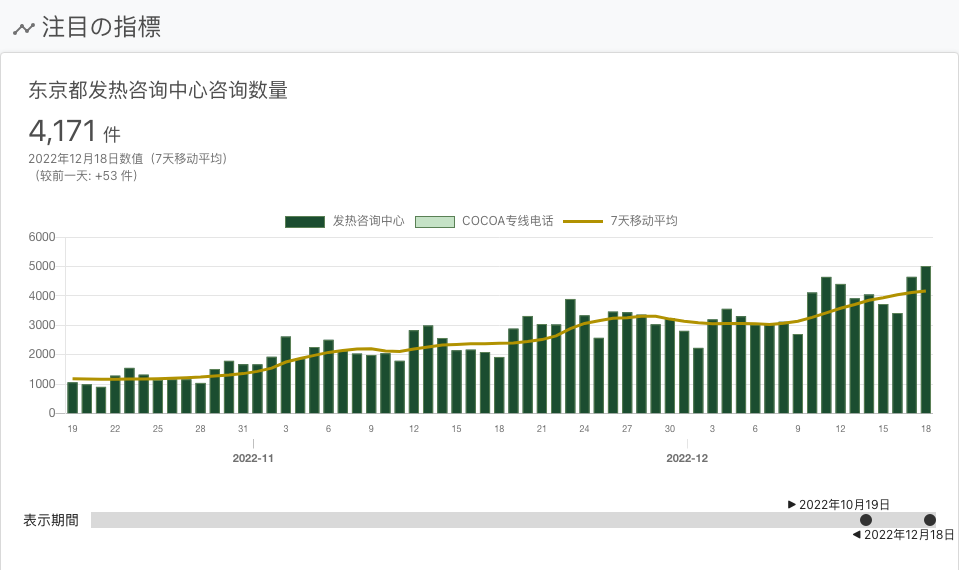 注目の指標
东京都发热咨询中心咨询数量
4,171 件
2022年12月18日数值（7天移动平均）
（较前一天: +53 件）
发热咨询中心 COCOA专线电话 7天移动平均
6000
5000
4000
3000
2000
1000
0
19 22 25 28 31 3 6 9 12 15 18 21 24 27 30 3 6 9 12 15 18
2022-11 2022-12
▶ 2022年10月19日
表示期間
◀ 2022年12月18日